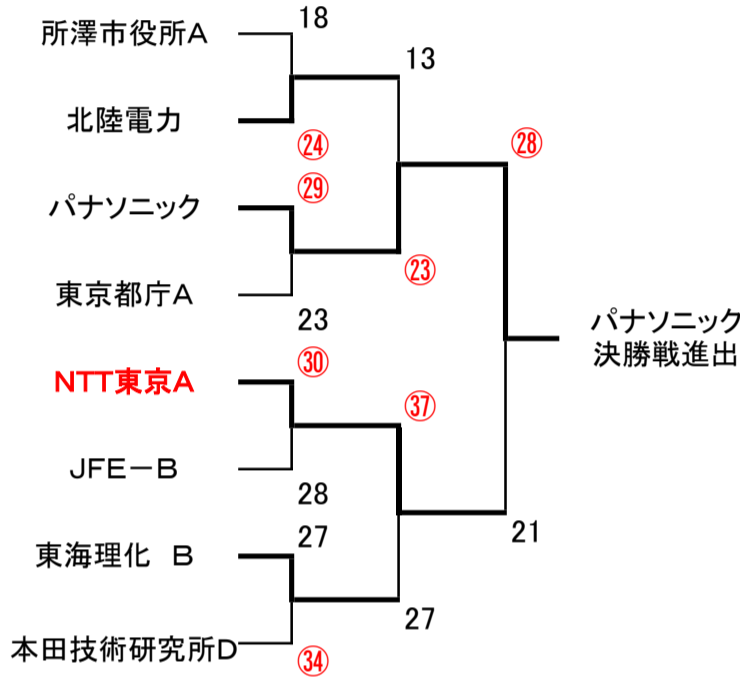 所澤市役所A
18
13
北陸電力
㉔
㉘
パナソニック
㉙
㉓
東京都庁A
23
パナソニック
決勝戦進出
NTT東京A
㉚
㊲
JFE－B
28
東海理化　B
27
21
本田技術研究所D
㉞
27